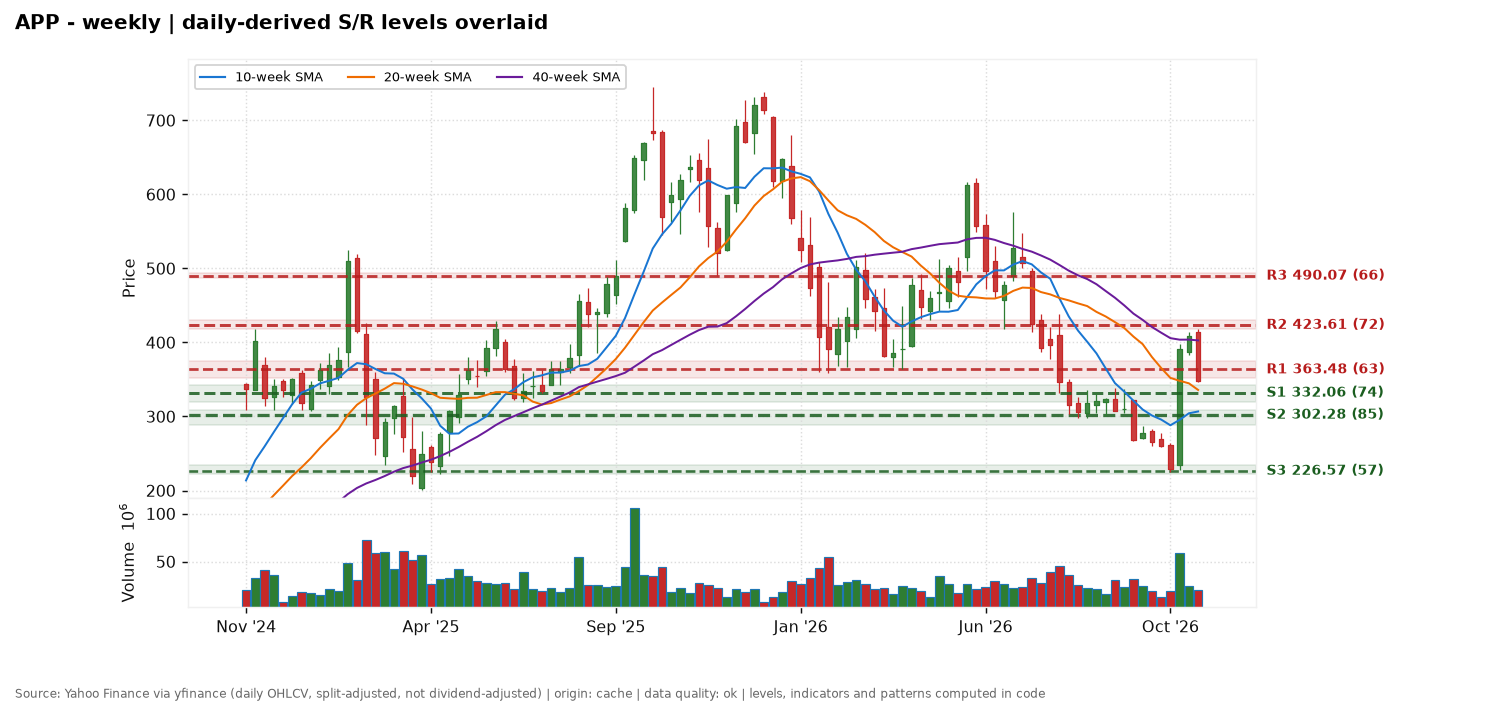 APP - weekly | daily-derived S/R levels overlaid
10-week SMA
20-week SMA
40-week SMA
Price
700
600
500
400
300
200
R3 490.07 (66)
R2 423.61 (72)
R1 363.48 (63)
S1 332.06 (74)
S2 302.28 (85)
S3 226.57 (57)
Volume 10^6
100
50
Nov '24
Apr '25
Sep '25
Jan '26
Jun '26
Oct '26
Source: Yahoo Finance via yfinance (daily OHLCV, split-adjusted, not dividend-adjusted) | origin: cache | data quality: ok | levels, indicators and patterns computed in code